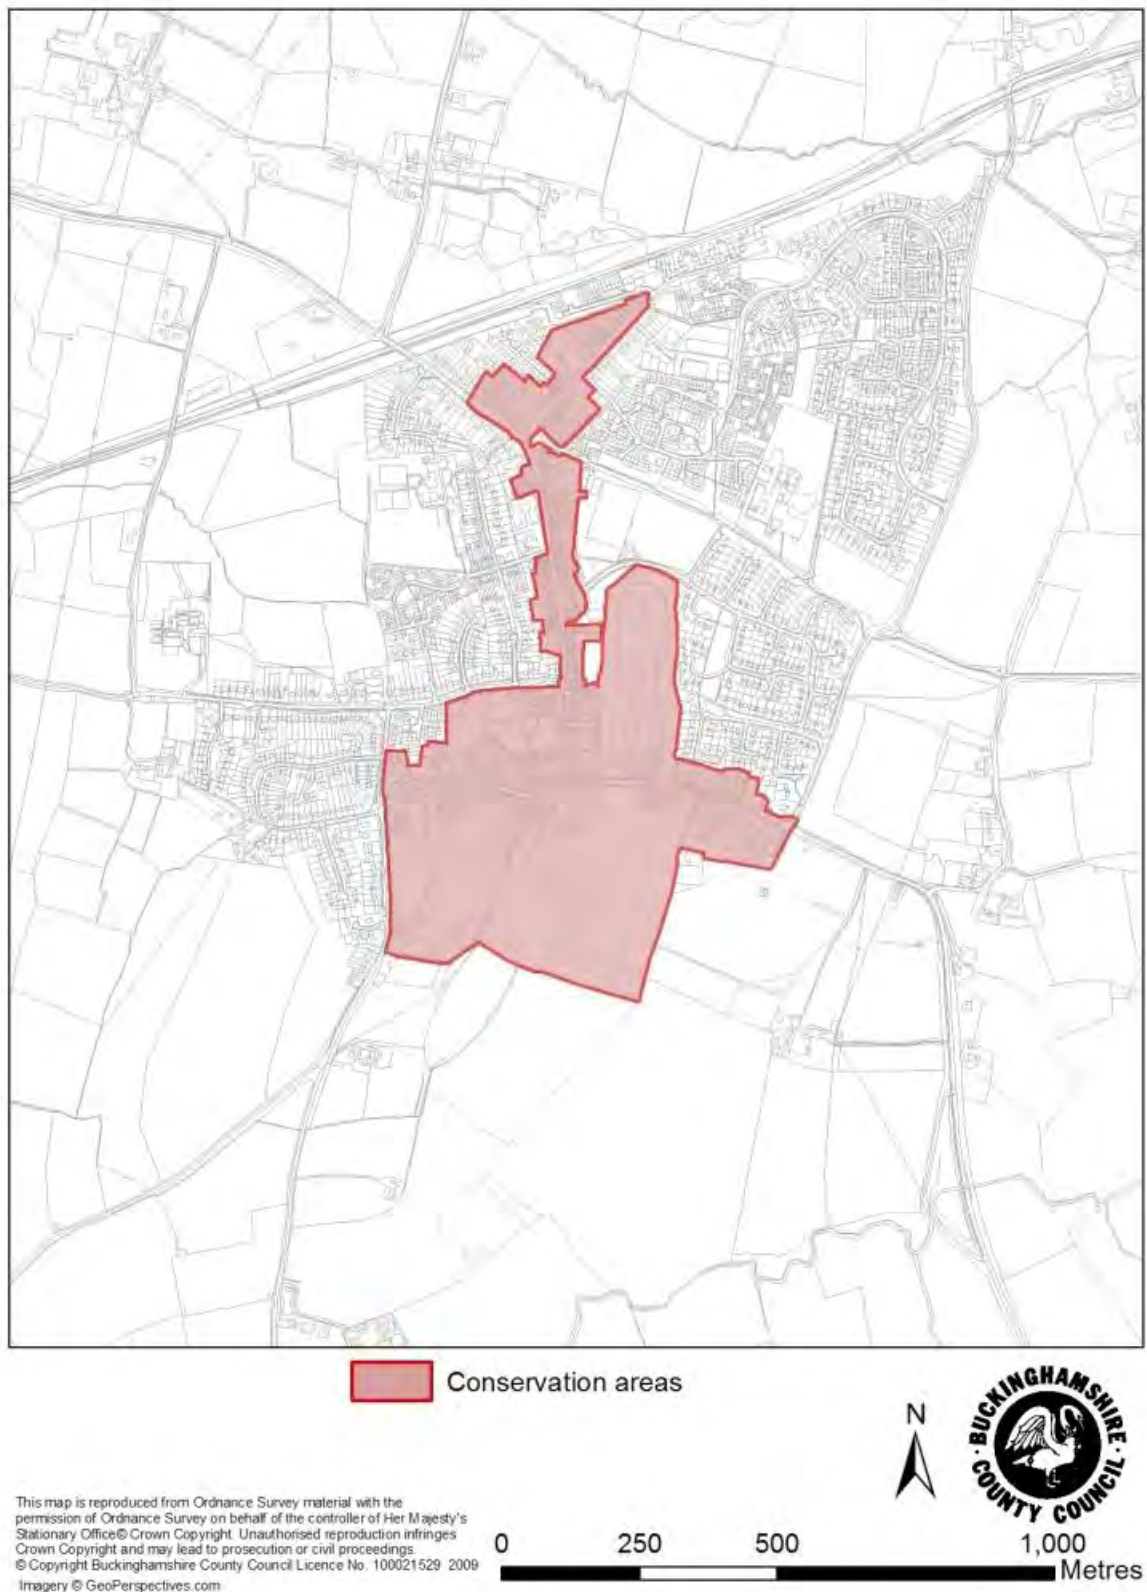 Conservation areas
N
BUCKINGHAMSHIRE
COUNTY COUNCIL
This map is reproduced from Ordnance Survey material with the
permission of Ordnance Survey on behalf of the controller of Her Majesty's
Stationary Office© Crown Copyright. Unauthorised reproduction infringes
Crown Copyright and may lead to prosecution or civil proceedings.
© Copyright Buckinghamshire County Council Licence No. 100021529 2009
Imagery © GeoPerspectives.com
0 250 500 1,000
Metres